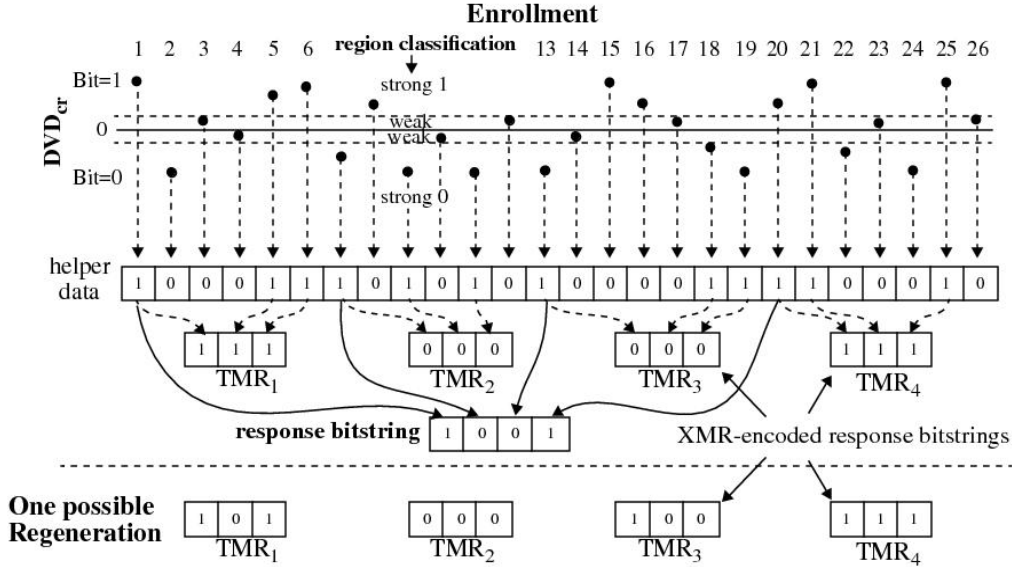 Enrollment
1 2 3 4 5 6 region classification 13 14 15 16 17 18 19 20 21 22 23 24 25 26
Bit=1
strong 1
DVDcr
weak
0
weak
Bit=0
strong 0
helper data
1 0 0 0 1 1 1 0 1 0 1 0 1 0 0 0 0 1 1 1 1 0 0 0 1 0
1 1 1
0 0 0
0 0 0
1 1 1
TMR1
TMR2
TMR3
TMR4
response bitstring
1 0 0 1
XMR-encoded response bitstrings
One possible
Regeneration
1 0 1
0 0 0
1 0 0
1 1 1
TMR1
TMR2
TMR3
TMR4